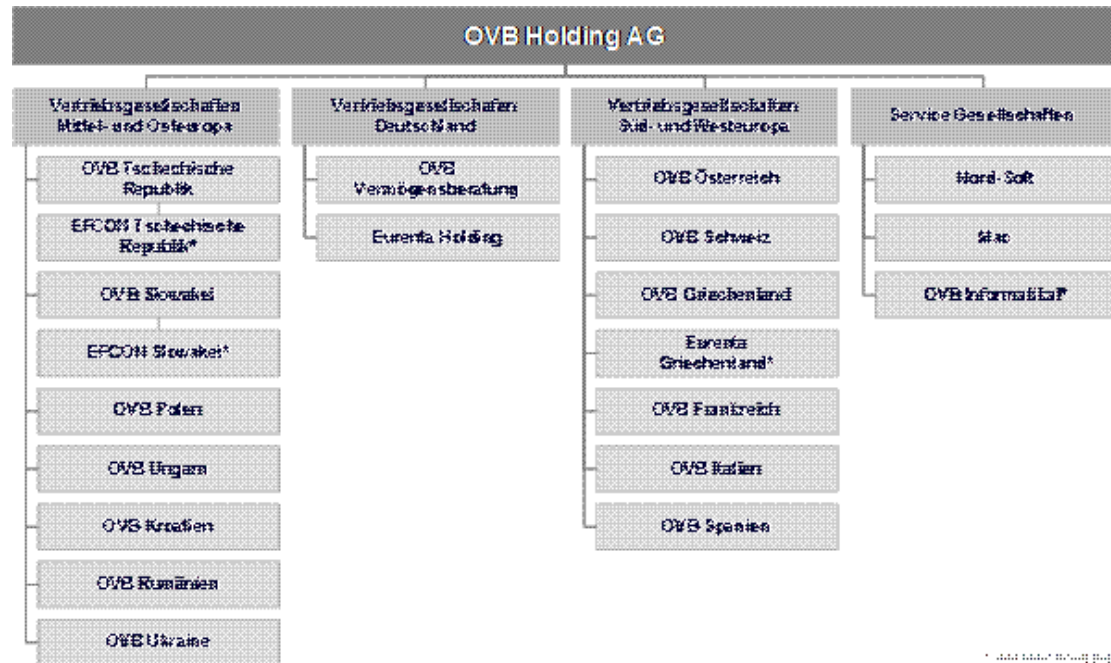 OVB Holding AG
Vertriebsgesellschaften
Mittel- und Osteuropa
OVB Tschechische
Republik
EFCON Tschechische
Republik*
OVB Slowakei
EFCON Slowakei*
OVB Polen
OVB Ungarn
OVB Kroatien
OVB Rumänien
OVB Ukraine
Vertriebsgesellschaften
Deutschland
OVB
Vermögensberatung
Eurenta Holding
Vertriebsgesellschaften
Süd- und Westeuropa
OVB Österreich
OVB Schweiz
OVB Griechenland
Eurenta
Griechenland*
OVB Frankreich
OVB Italien
OVB Spanien
Service Gesellschaften
Nord-Soft
OVB